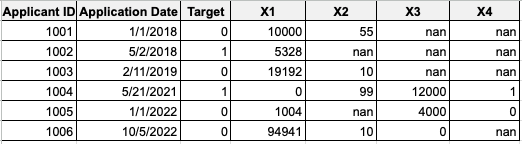 Applicant ID Application Date Target X1 X2 X3 X4
1001 1/1/2018 0 10000 55 nan nan
1002 5/2/2018 1 5328 nan nan nan
1003 2/11/2019 0 19192 10 nan nan
1004 5/21/2021 1 0 99 12000 1
1005 1/1/2022 0 1004 nan 4000 0
1006 10/5/2022 0 94941 10 0 nan